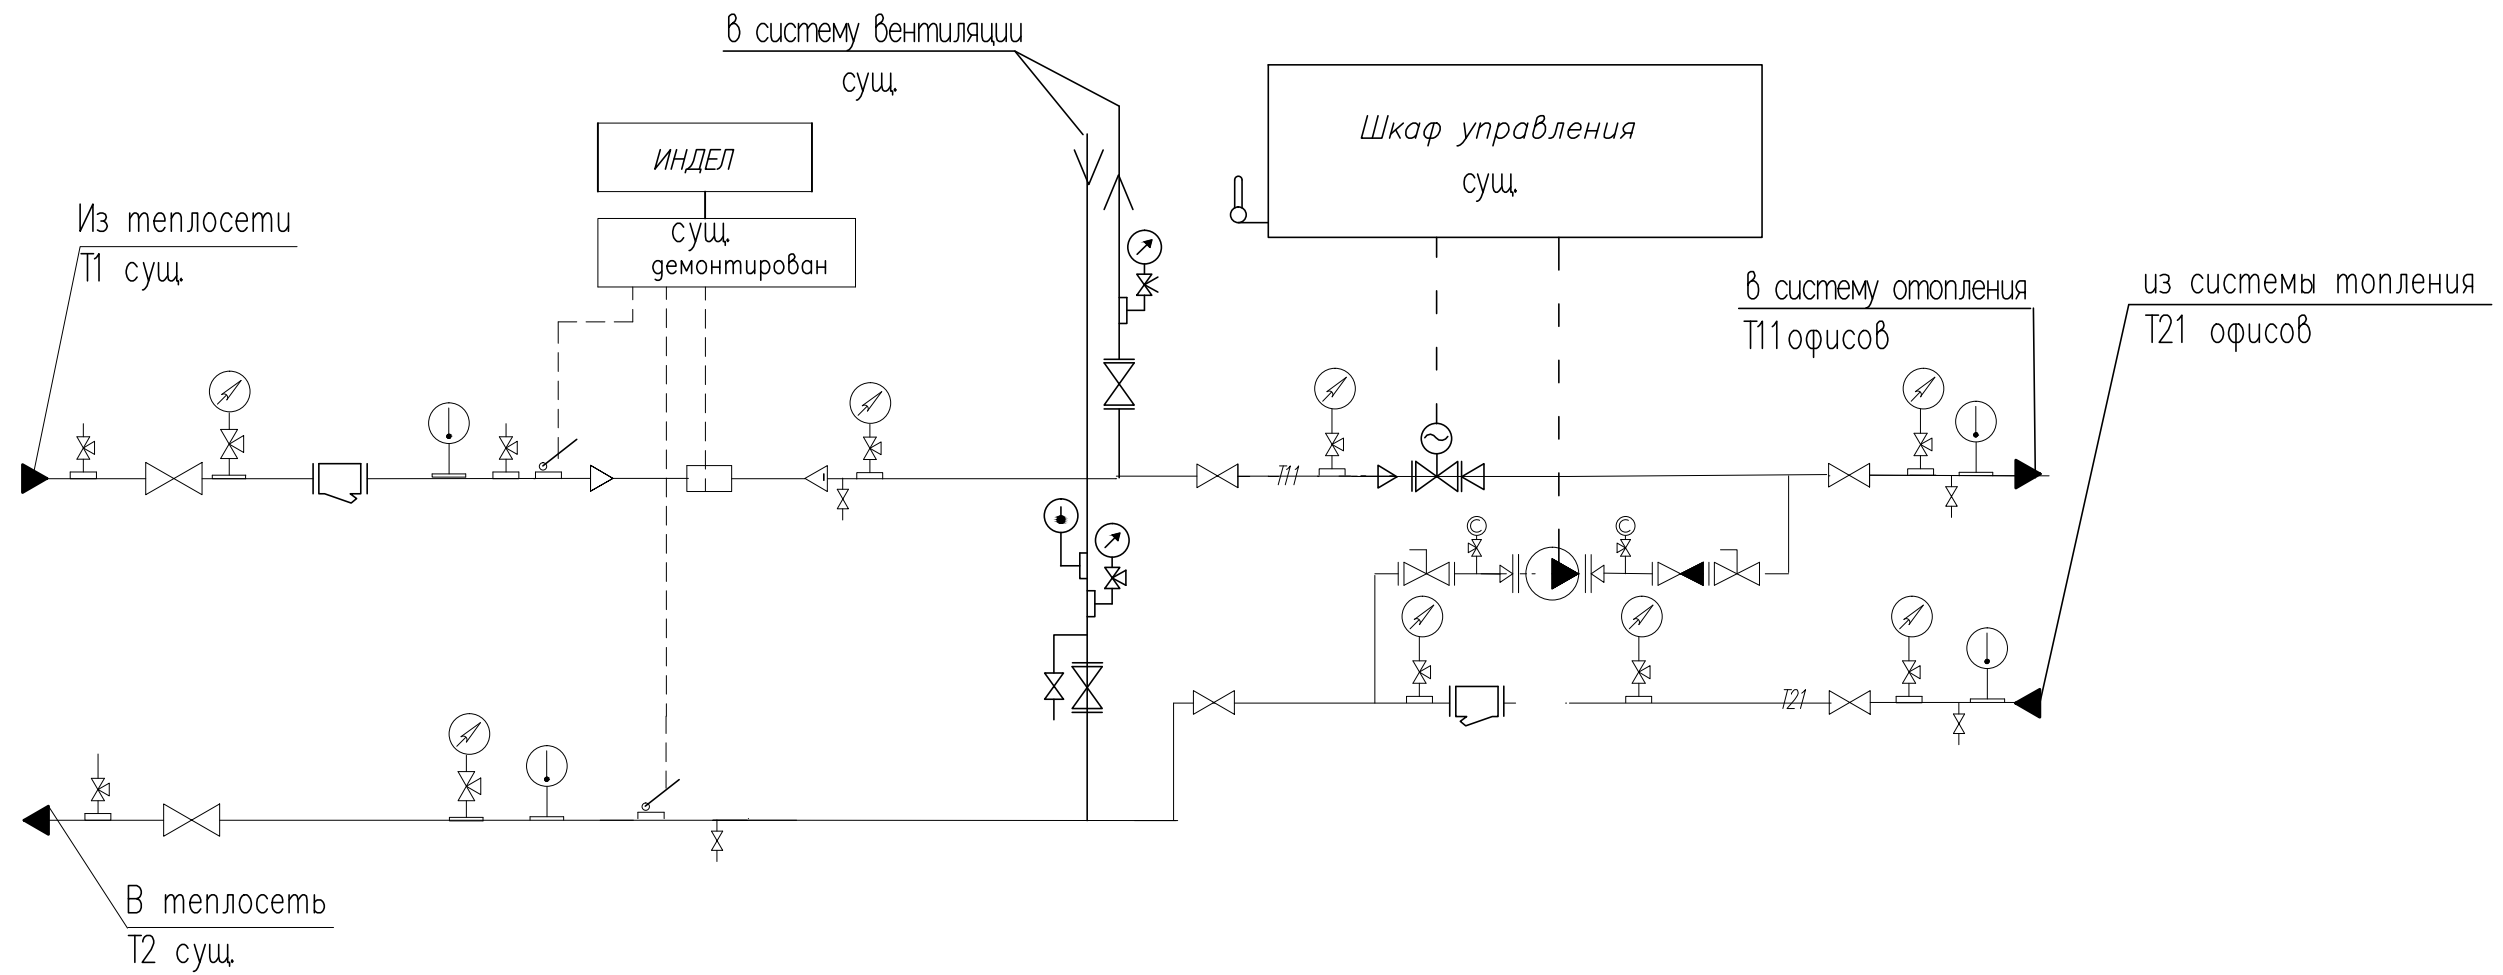 в систему вентиляции
сущ.
Шкаф управления
сущ.
ИНДЕЛ
сущ.
демонтирован
Из теплосети
Т1 сущ.
в систему отопления
Т11офисов
из системы топления
Т21 офисов
Т11
Т21
В теплосеть
Т2 сущ.